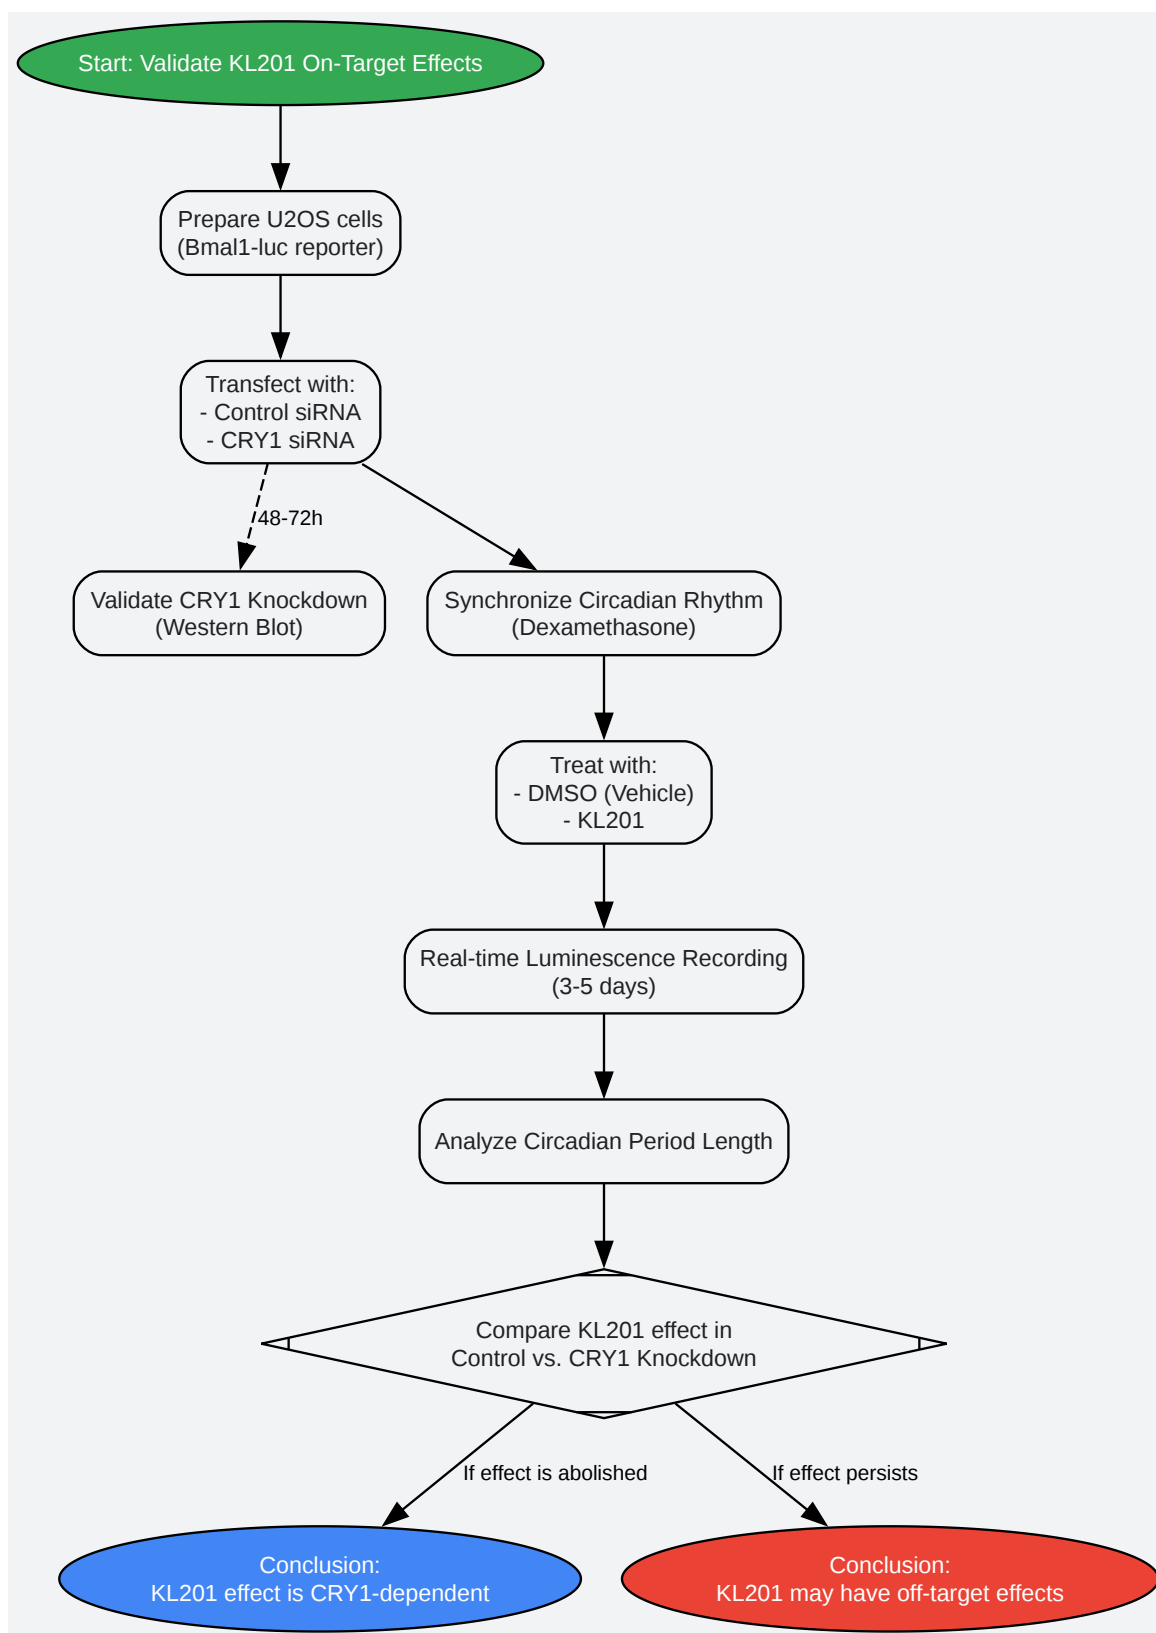 Start: Validate KL201 On-Target Effects
Prepare U2OS cells
(Bmal1-luc reporter)
Transfect with:
- Control siRNA
- CRY1 siRNA
48-72h
Validate CRY1 Knockdown
(Western Blot)
Synchronize Circadian Rhythm
(Dexamethasone)
Treat with:
- DMSO (Vehicle)
- KL201
Real-time Luminescence Recording
(3-5 days)
Analyze Circadian Period Length
Compare KL201 effect in
Control vs. CRY1 Knockdown
If effect is abolished
If effect persists
Conclusion:
KL201 effect is CRY1-dependent
Conclusion:
KL201 may have off-target effects